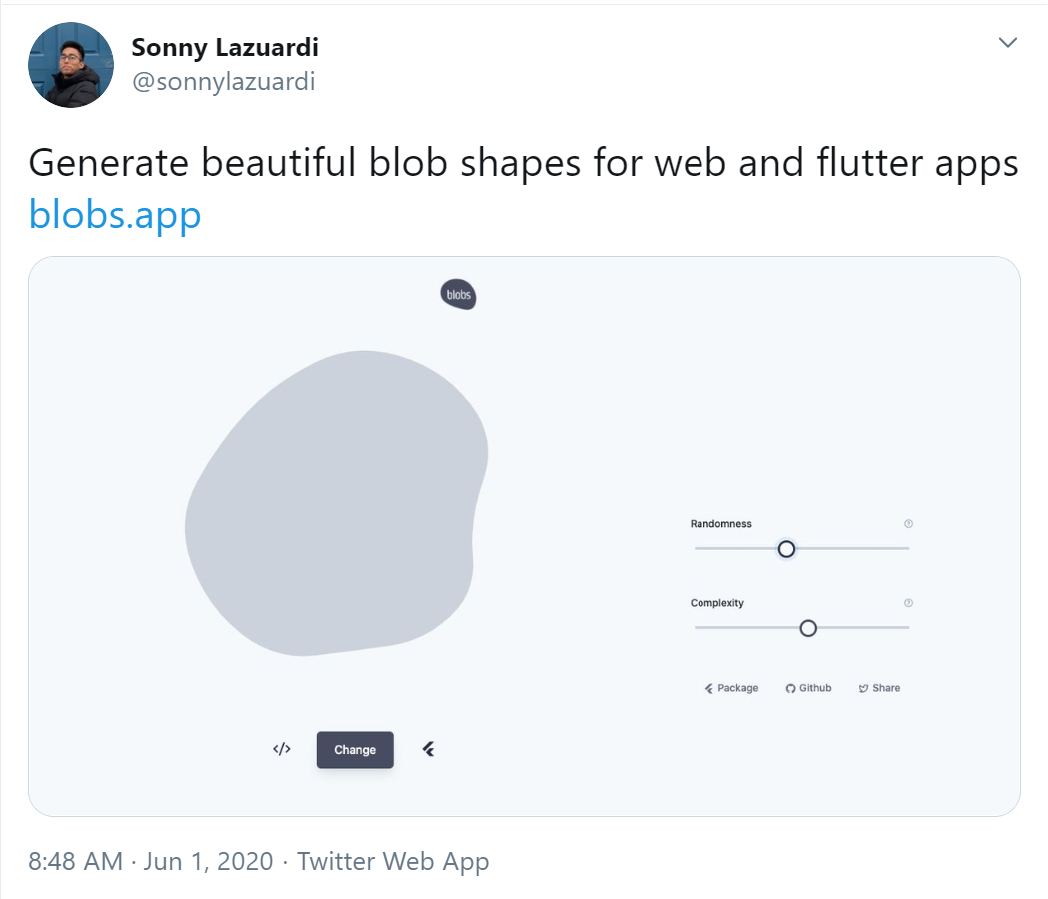 Sonny Lazuardi
@sonnylazuardi
Generate beautiful blob shapes for web and flutter apps
blobs.app
blobs
Randomness
Complexity
Package Github Share
</> Change
8:48 AM · Jun 1, 2020 · Twitter Web App